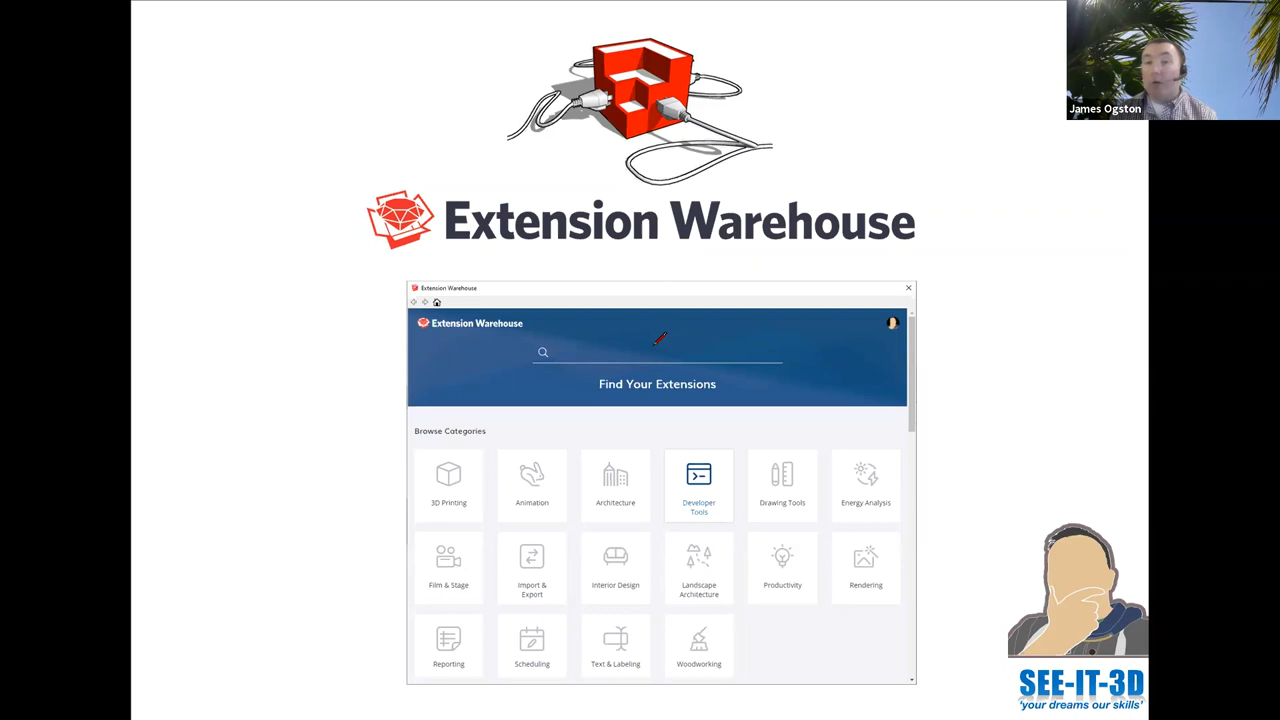 James Ogston
Extension Warehouse
Extension Warehouse
Extension Warehouse
Find Your Extensions
Browse Categories
3D Printing
Animation
Architecture
Developer
Tools
Drawing Tools
Energy Analysis
Film & Stage
Import &
Export
Interior Design
Landscape
Architecture
Productivity
Rendering
Reporting
Scheduling
Text & Labeling
Woodworking
SEE-IT-3D
'your dreams our skills'